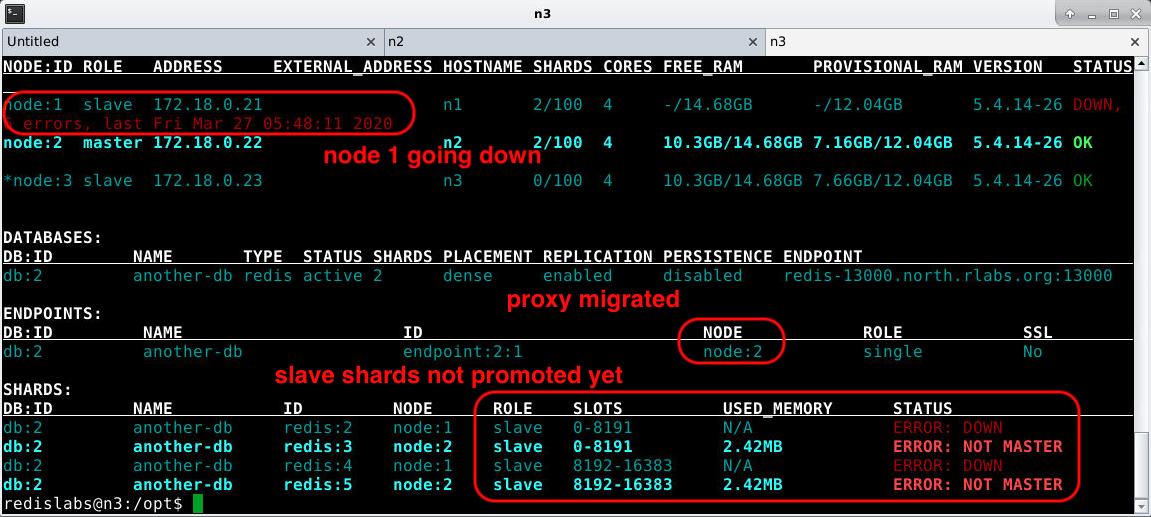 n3
Untitled n2 n3
NODE:ID ROLE ADDRESS EXTERNAL_ADDRESS HOSTNAME SHARDS CORES FREE_RAM PROVISIONAL_RAM VERSION STATUS
node:1 slave 172.18.0.21 n1 2/100 4 -/14.68GB -/12.04GB 5.4.14-26 DOWN,
errors, last Fri Mar 27 05:48:11 2020
node:2 master 172.18.0.22 n2 2/100 4 10.3GB/14.68GB 7.16GB/12.04GB 5.4.14-26 OK
node 1 going down
*node:3 slave 172.18.0.23 n3 0/100 4 10.3GB/14.68GB 7.66GB/12.04GB 5.4.14-26 OK
DATABASES:
DB:ID NAME TYPE STATUS SHARDS PLACEMENT REPLICATION PERSISTENCE ENDPOINT
db:2 another-db redis active 2 dense enabled disabled redis-13000.north.rlabs.org:13000
proxy migrated
ENDPOINTS:
DB:ID NAME ID NODE ROLE SSL
db:2 another-db endpoint:2:1 node:2 single No
slave shards not promoted yet
SHARDS:
DB:ID NAME ID NODE ROLE SLOTS USED_MEMORY STATUS
db:2 another-db redis:2 node:1 slave 0-8191 N/A ERROR: DOWN
db:2 another-db redis:3 node:2 slave 0-8191 2.42MB ERROR: NOT MASTER
db:2 another-db redis:4 node:1 slave 8192-16383 N/A ERROR: DOWN
db:2 another-db redis:5 node:2 slave 8192-16383 2.42MB ERROR: NOT MASTER
redislabs@n3:/opt$